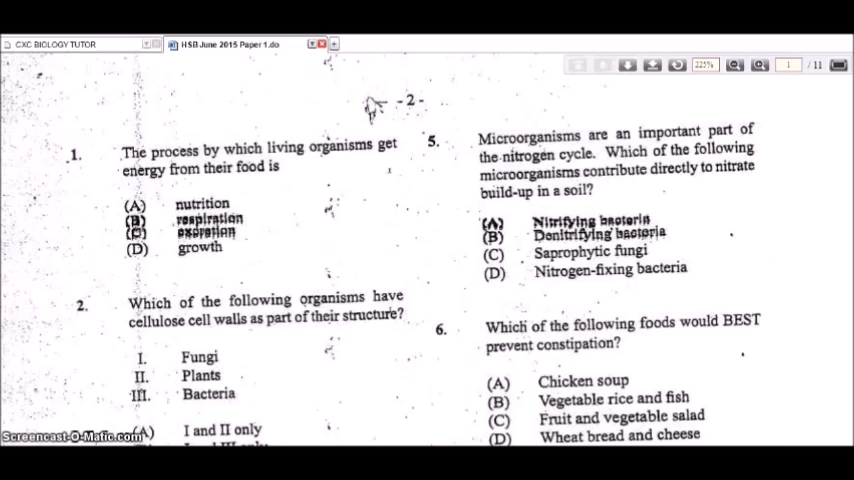 CXC BIOLOGY TUTOR
HSB June 2015 Paper 1.do
225%
1
/ 11
- 2 -
1. The process by which living organisms get
energy from their food is
(A) nutrition
(B) respiration
(C) excretion
(D) growth
2. Which of the following organisms have
cellulose cell walls as part of their structure?
I. Fungi
II. Plants
III. Bacteria
(A) I and II only
5. Microorganisms are an important part of
the nitrogen cycle. Which of the following
microorganisms contribute directly to nitrate
build-up in a soil?
(A) Nitrifying bacteria
(B) Denitrifying bacteria
(C) Saprophytic fungi
(D) Nitrogen-fixing bacteria
6. Which of the following foods would BEST
prevent constipation?
(A) Chicken soup
(B) Vegetable rice and fish
(C) Fruit and vegetable salad
(D) Wheat bread and cheese
Screencast-O-Matic.com